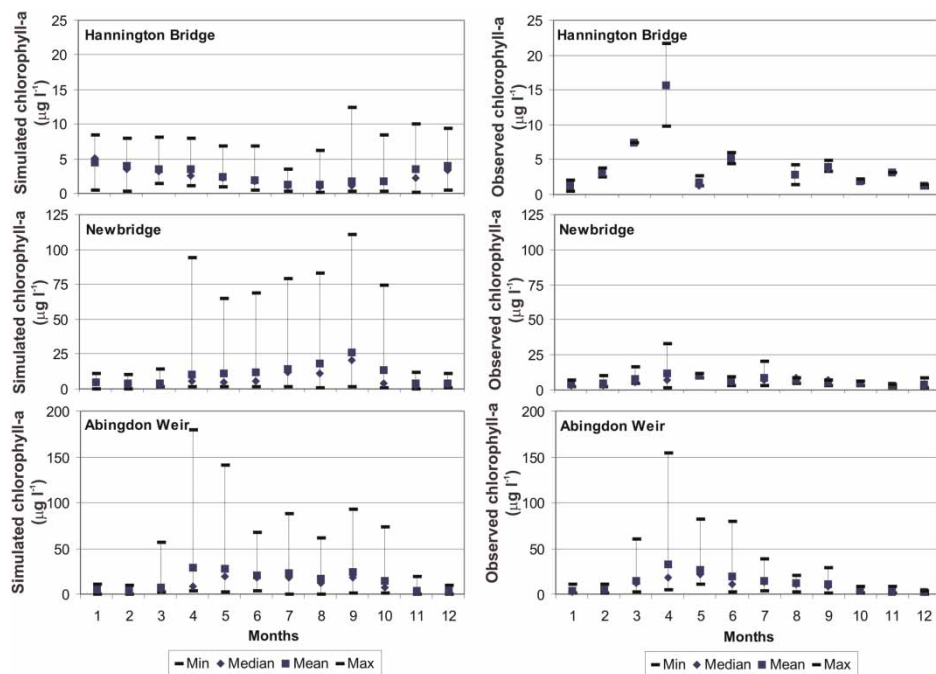 Simulated chlorophyll-a
(µg l⁻¹)
25
20
15
10
5
0
Hannington Bridge
Observed chlorophyll-a
(µg l⁻¹)
25
20
15
10
5
0
Hannington Bridge
Simulated chlorophyll-a
(µg l⁻¹)
125
100
75
50
25
0
Newbridge
Observed chlorophyll-a
(µg l⁻¹)
125
100
75
50
25
0
Newbridge
Simulated chlorophyll-a
(µg l⁻¹)
200
150
100
50
0
Abingdon Weir
1 2 3 4 5 6 7 8 9 10 11 12
Months
Min Median Mean Max
Observed chlorophyll-a
(µg l⁻¹)
200
150
100
50
0
Abingdon Weir
1 2 3 4 5 6 7 8 9 10 11 12
Months
Min Median Mean Max